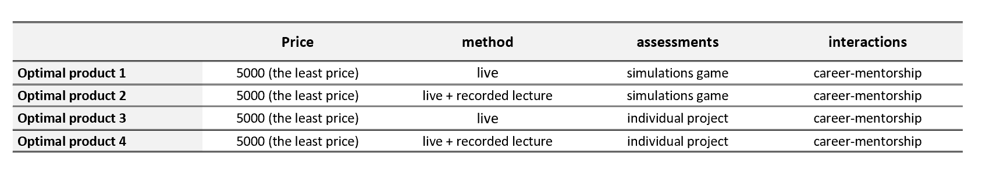 Price method assessments interactions
Optimal product 1 5000 (the least price) live simulations game career-mentorship
Optimal product 2 5000 (the least price) live + recorded lecture simulations game career-mentorship
Optimal product 3 5000 (the least price) live individual project career-mentorship
Optimal product 4 5000 (the least price) live + recorded lecture individual project career-mentorship